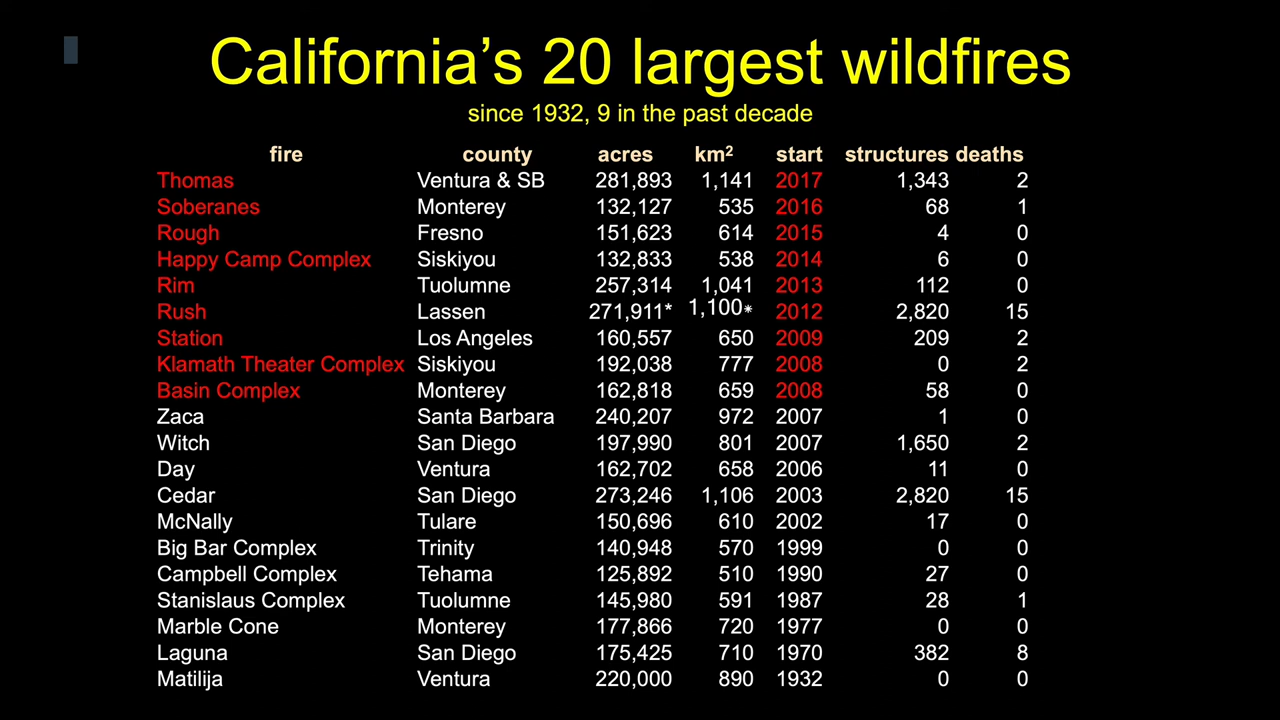 California's 20 largest wildfires
since 1932, 9 in the past decade
fire county acres km² start structures deaths
Thomas Ventura & SB 281,893 1,141 2017 1,343 2
Soberanes Monterey 132,127 535 2016 68 1
Rough Fresno 151,623 614 2015 4 0
Happy Camp Complex Siskiyou 132,833 538 2014 6 0
Rim Tuolumne 257,314 1,041 2013 112 0
Rush Lassen 271,911* 1,100* 2012 2,820 15
Station Los Angeles 160,557 650 2009 209 2
Klamath Theater Complex Siskiyou 192,038 777 2008 0 2
Basin Complex Monterey 162,818 659 2008 58 0
Zaca Santa Barbara 240,207 972 2007 1 0
Witch San Diego 197,990 801 2007 1,650 2
Day Ventura 162,702 658 2006 11 0
Cedar San Diego 273,246 1,106 2003 2,820 15
McNally Tulare 150,696 610 2002 17 0
Big Bar Complex Trinity 140,948 570 1999 0 0
Campbell Complex Tehama 125,892 510 1990 27 0
Stanislaus Complex Tuolumne 145,980 591 1987 28 1
Marble Cone Monterey 177,866 720 1977 0 0
Laguna San Diego 175,425 710 1970 382 8
Matilija Ventura 220,000 890 1932 0 0